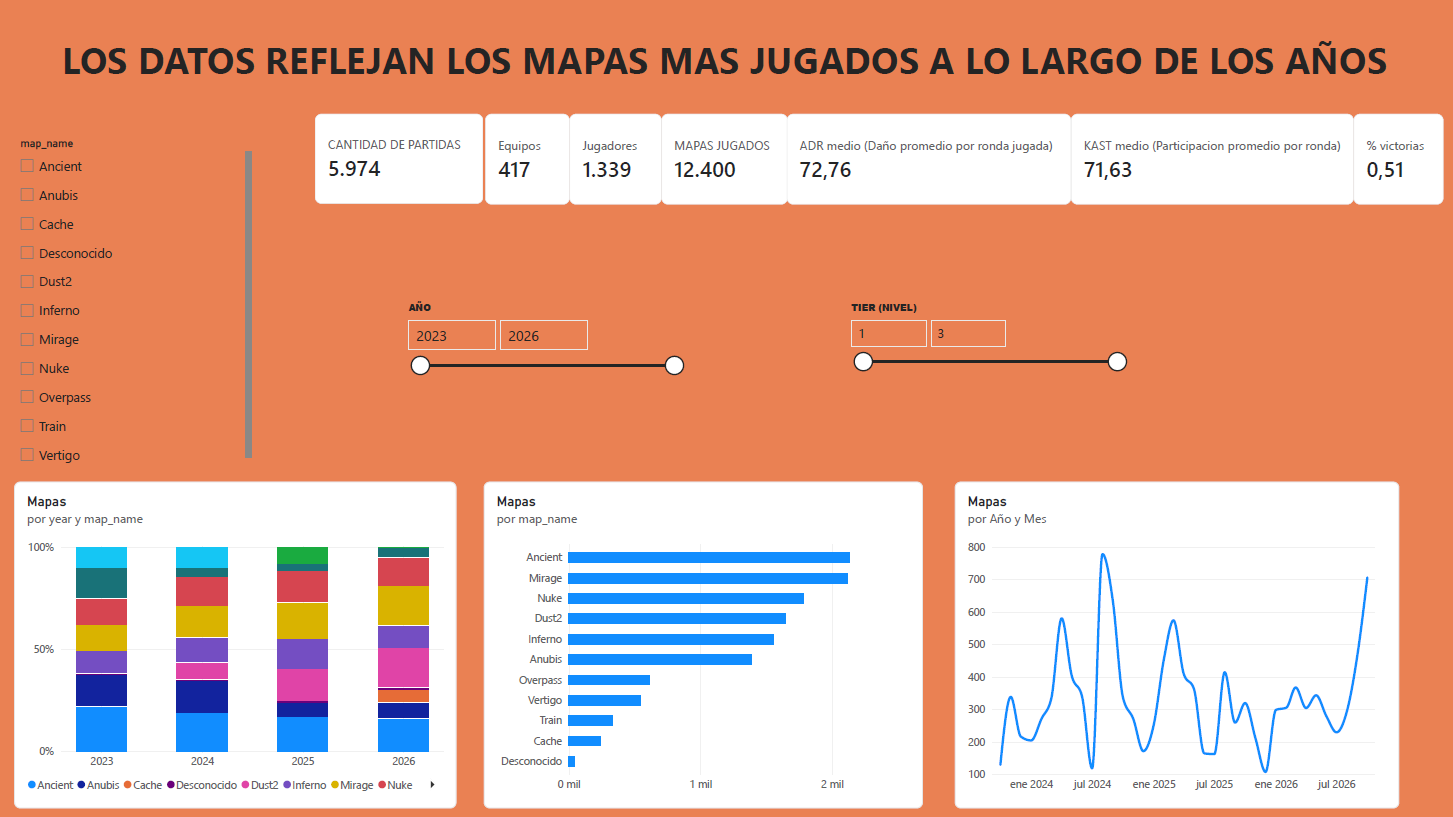 LOS DATOS REFLEJAN LOS MAPAS MAS JUGADOS A LO LARGO DE LOS AÑOS
CANTIDAD DE PARTIDAS
5.974
Equipos
417
Jugadores
1.339
MAPAS JUGADOS
12.400
ADR medio (Daño promedio por ronda jugada)
72,76
KAST medio (Participacion promedio por ronda)
71,63
% victorias
0,51
map_name
Ancient
Anubis
Cache
Desconocido
Dust2
Inferno
Mirage
Nuke
Overpass
Train
Vertigo
AÑO
2023 2026
TIER (NIVEL)
1 3
Mapas
por year y map_name
100%
50%
0%
2023 2024 2025 2026
Ancient Anubis Cache Desconocido Dust2 Inferno Mirage Nuke
Mapas
por map_name
Ancient
Mirage
Nuke
Dust2
Inferno
Anubis
Overpass
Vertigo
Train
Cache
Desconocido
0 mil 1 mil 2 mil
Mapas
por Año y Mes
800
700
600
500
400
300
200
100
ene 2024 jul 2024 ene 2025 jul 2025 ene 2026 jul 2026